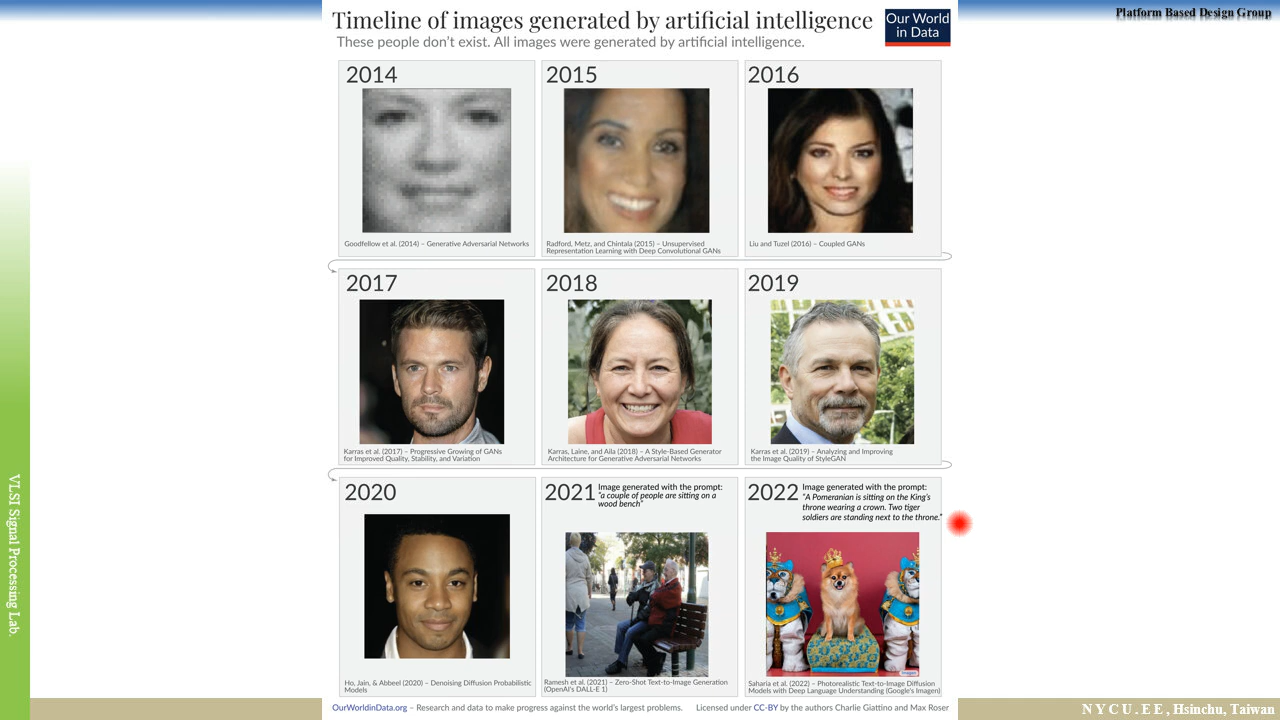 Timeline of images generated by artificial intelligence
Our World
in Data
These people don't exist. All images were generated by artificial intelligence.
Platform Based Design Group
2014
Goodfellow et al. (2014) – Generative Adversarial Networks
2015
Radford, Metz, and Chintala (2015) – Unsupervised
Representation Learning with Deep Convolutional GANs
2016
Liu and Tuzel (2016) – Coupled GANs
2017
Karras et al. (2017) – Progressive Growing of GANs
for Improved Quality, Stability, and Variation
2018
Karras, Laine, and Aila (2018) – A Style-Based Generator
Architecture for Generative Adversarial Networks
2019
Karras et al. (2019) – Analyzing and Improving
the Image Quality of StyleGAN
2020
Ho, Jain, & Abbeel (2020) – Denoising Diffusion Probabilistic
Models
2021
Image generated with the prompt:
"a couple of people are sitting on a
wood bench"
Ramesh et al. (2021) – Zero-Shot Text-to-Image Generation
(OpenAI's DALL-E 1)
2022
Image generated with the prompt:
"A Pomeranian is sitting on the King's
throne wearing a crown. Two tiger
soldiers are standing next to the throne."
Saharia et al. (2022) – Photorealistic Text-to-Image Diffusion
Models with Deep Language Understanding (Google's Imagen)
OurWorldinData.org – Research and data to make progress against the world's largest problems.
Licensed under CC-BY by the authors Charlie Giattino and Max Roser
VLSI Signal Processing Lab.
NYCU. EE, Hsinchu, Taiwan